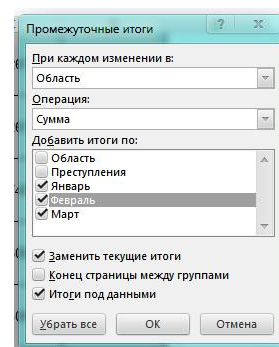 Промежуточные итоги
При каждом изменении в:
Область
Операция:
Сумма
Добавить итоги по:
Область
Преступления
Январь
Февраль
Март
Заменить текущие итоги
Конец страницы между группами
Итоги под данными
Убрать все ОК Отмена